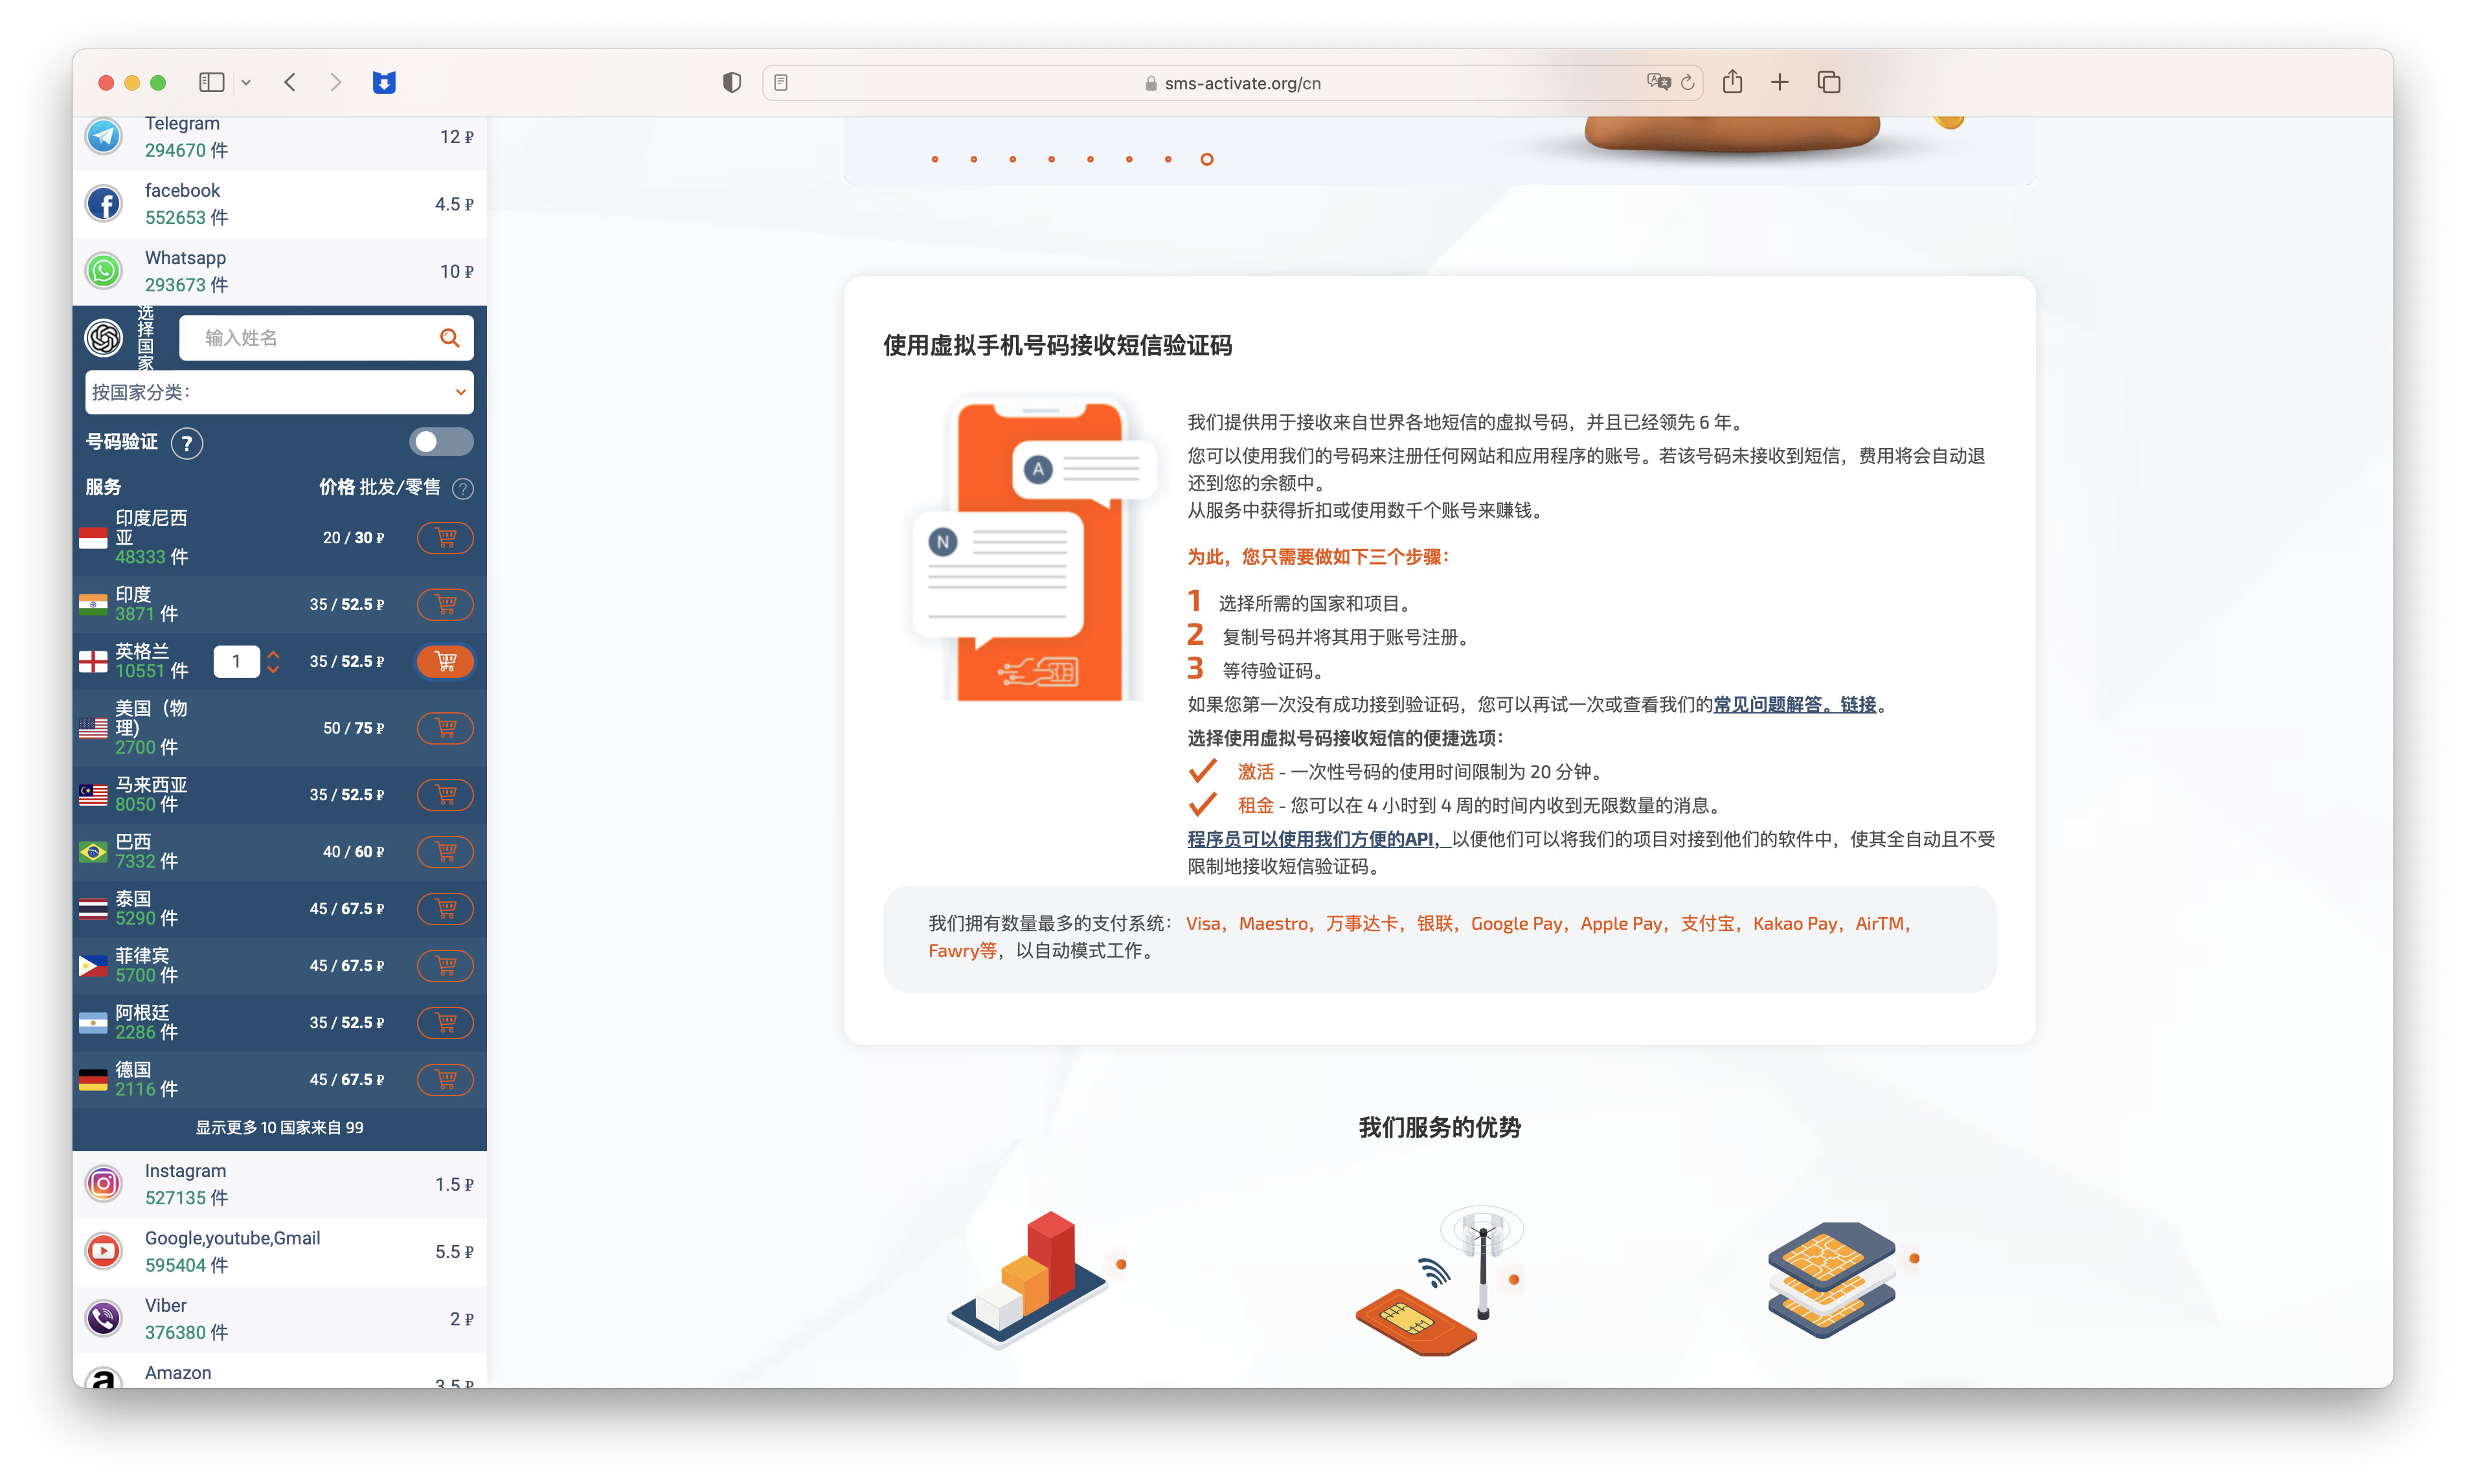 sms-activate.org/cn
Telegram
294670 件
12 ₽
facebook
552653 件
4.5 ₽
Whatsapp
293673 件
10 ₽
选择国家
输入姓名
按国家分类：
号码验证 ?
服务
价格 批发/零售 ?
印度尼西亚
48333 件
20 / 30 ₽
印度
3871 件
35 / 52.5 ₽
英格兰
10551 件
1
35 / 52.5 ₽
美国（物理）
2700 件
50 / 75 ₽
马来西亚
8050 件
35 / 52.5 ₽
巴西
7332 件
40 / 60 ₽
泰国
5290 件
45 / 67.5 ₽
菲律宾
5700 件
45 / 67.5 ₽
阿根廷
2286 件
35 / 52.5 ₽
德国
2116 件
45 / 67.5 ₽
显示更多 10 国家来自 99
Instagram
527135 件
1.5 ₽
Google,youtube,Gmail
595404 件
5.5 ₽
Viber
376380 件
2 ₽
Amazon
3.5 ₽
使用虚拟手机号码接收短信验证码
A
N
我们提供用于接收来自世界各地短信的虚拟号码，并且已经领先 6 年。
您可以使用我们的号码来注册任何网站和应用程序的账号。若该号码未接收到短信，费用将会自动退
还到您的余额中。
从服务中获得折扣或使用数千个账号来赚钱。
为此，您只需要做如下三个步骤：
1 选择所需的国家和项目。
2 复制号码并将其用于账号注册。
3 等待验证码。
如果您第一次没有成功接到验证码，您可以再试一次或查看我们的常见问题解答。链接。
选择使用虚拟号码接收短信的便捷选项：
激活 - 一次性号码的使用时间限制为 20 分钟。
租金 - 您可以在 4 小时到 4 周的时间内收到无限数量的消息。
程序员可以使用我们方便的API，以便他们可以将我们的项目对接到他们的软件中，使其全自动且不受
限制地接收短信验证码。
我们拥有数量最多的支付系统： Visa，Maestro，万事达卡，银联，Google Pay，Apple Pay，支付宝，Kakao Pay，AirTM，
Fawry等，以自动模式工作。
我们服务的优势